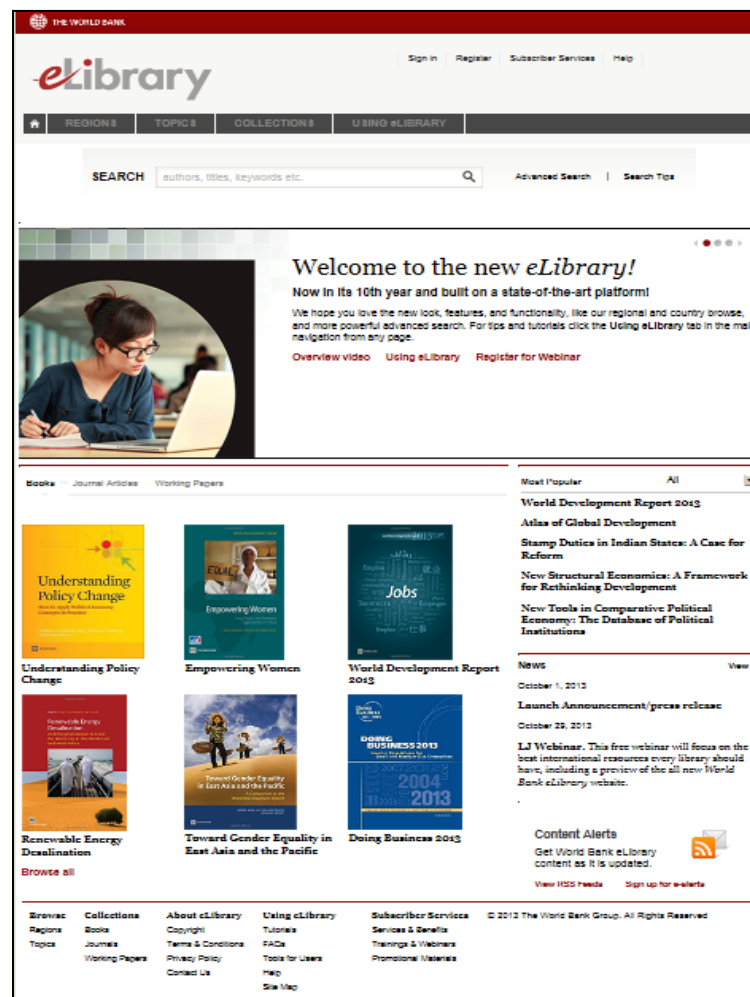 THE WORLD BANK
Sign in Register Subscriber Services Help
eLibrary
REGIONS TOPICS COLLECTIONS USING eLIBRARY
SEARCH authors, titles, keywords etc. Advanced Search | Search Tips
Welcome to the new eLibrary!
Now in its 10th year and built on a state-of-the-art platform!
We hope you love the new look, features, and functionality, like our regional and country browse,
and more powerful advanced search. For tips and tutorials click the Using eLibrary tab in the mai
navigation from any page.
Overview video Using eLibrary Register for Webinar
Books Journal Articles Working Papers
Understanding
Policy Change
Understanding Policy
Change
EQUAL?
Empowering Women
Empowering Women
2013
Jobs
World Development Report
2013
Renewable Energy
Desalination
Renewable Energy
Desalination
Toward Gender Equality
in East Asia and the Pacific
Toward Gender Equality in
East Asia and the Pacific
DOING
BUSINESS 2013
2004
2013
Doing Business 2013
Browse all
Most Popular All
World Development Report 2013
Atlas of Global Development
Stamp Duties in Indian States: A Case for
Reform
New Structural Economics: A Framework
for Rethinking Development
New Tools in Comparative Political
Economy: The Database of Political
Institutions
News View
October 1, 2013
Launch Announcement/press release
October 29, 2013
LJ Webinar. This free webinar will focus on the
best international resources every library should
have, including a preview of the all new World
Bank eLibrary website.
Content Alerts
Get World Bank eLibrary
content as it is updated.
View RSS Feeds Sign up for e-alerts
Browse Collections About eLibrary Using eLibrary Subscriber Services © 2013 The World Bank Group. All Rights Reserved
Regions Books Copyright Tutorials Services & Benefits
Topics Journals Terms & Conditions FAQs Trainings & Webinars
Working Papers Privacy Policy Tools for Users Promotional Materials
Contact Us Help
Site Map